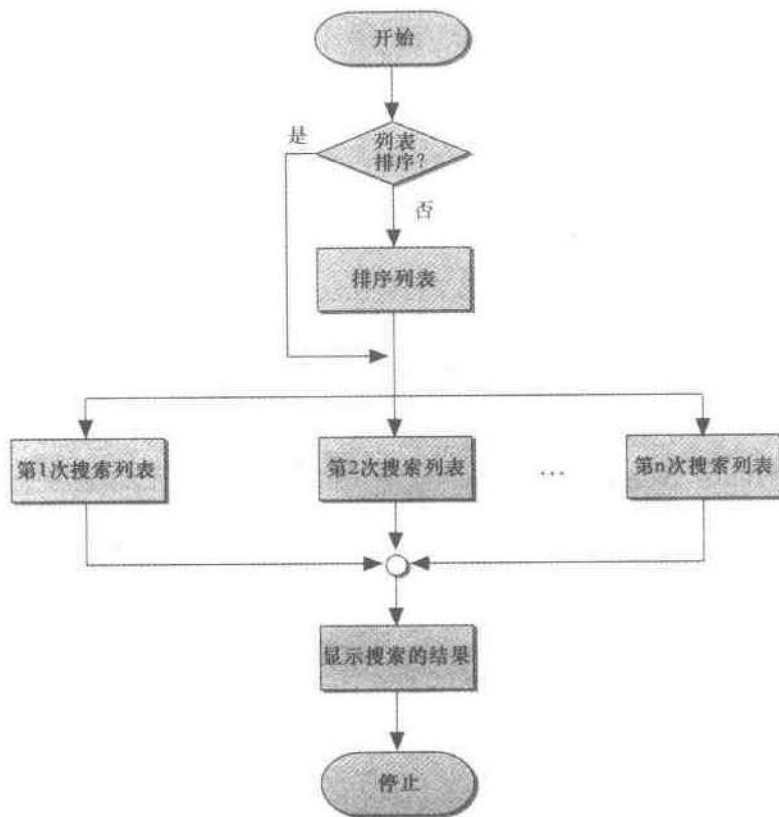 开始
是
列表
排序?
否
排序列表
第1次搜索列表
第2次搜索列表
...
第n次搜索列表
显示搜索的结果
停止